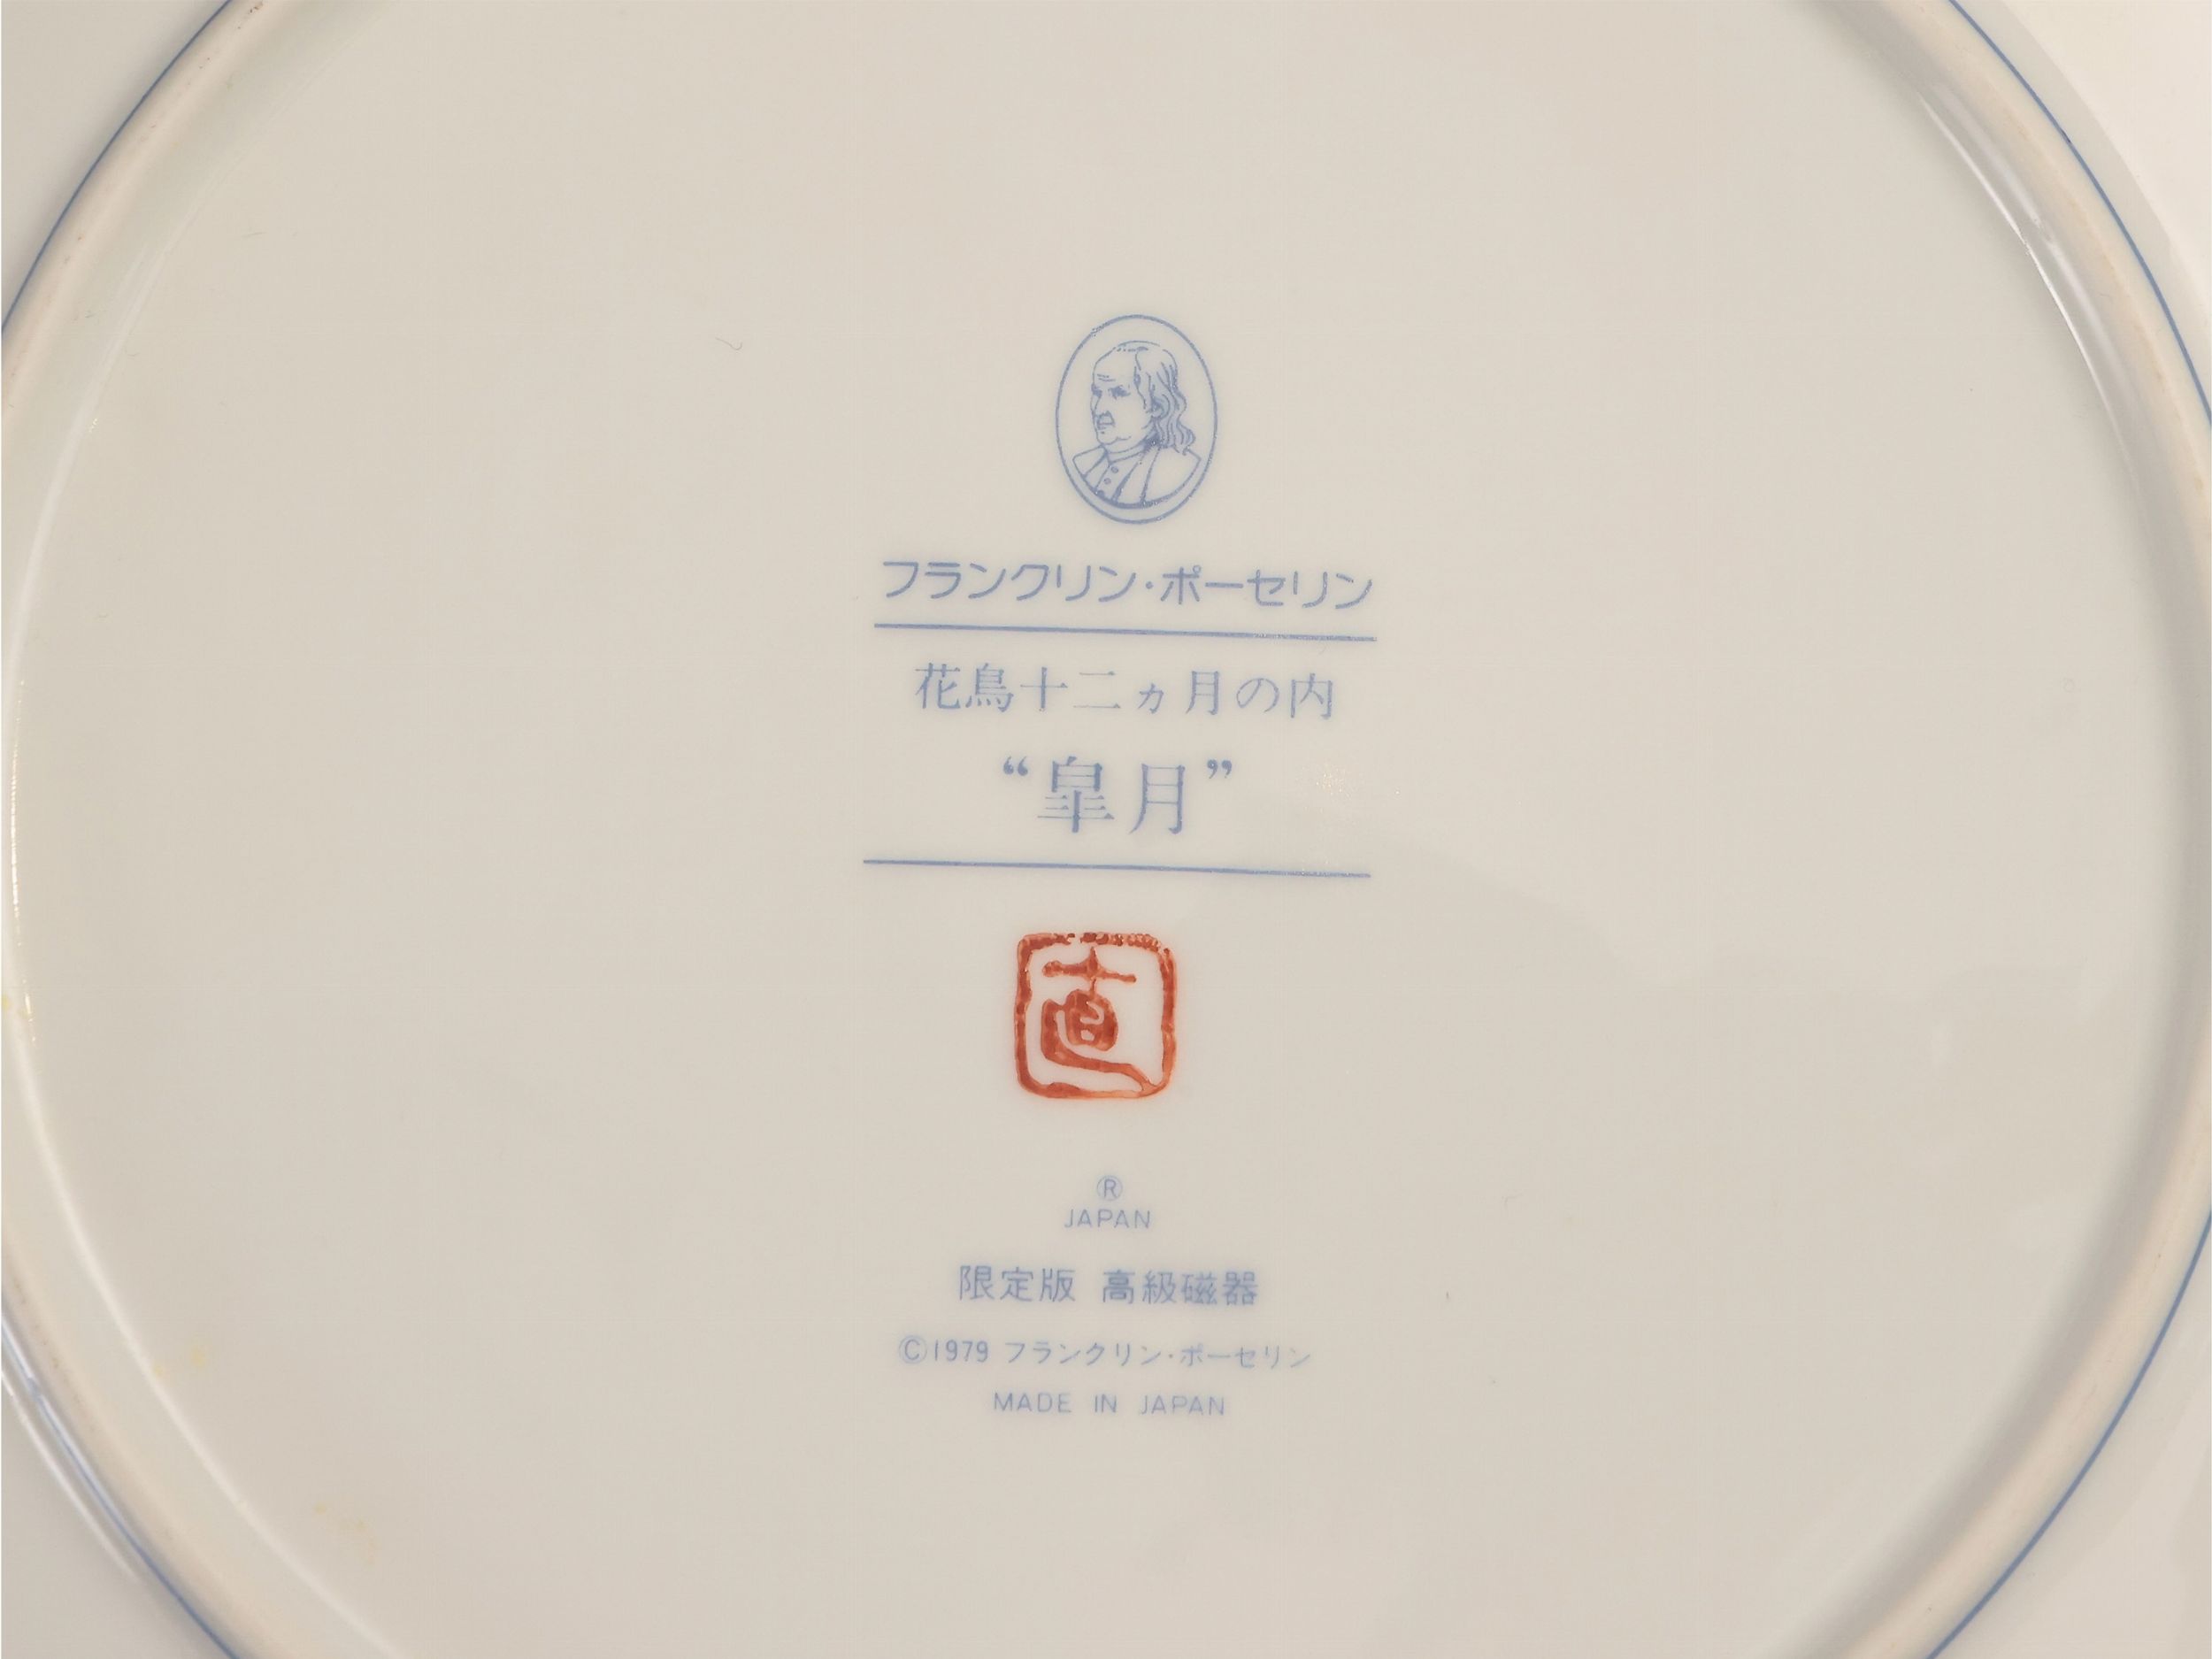 フランクリン・ポーセリン
花鳥十二ヵ月の内
“皐月”
直
®
JAPAN
限定版 高級磁器
©1979 フランクリン・ポーセリン
MADE IN JAPAN